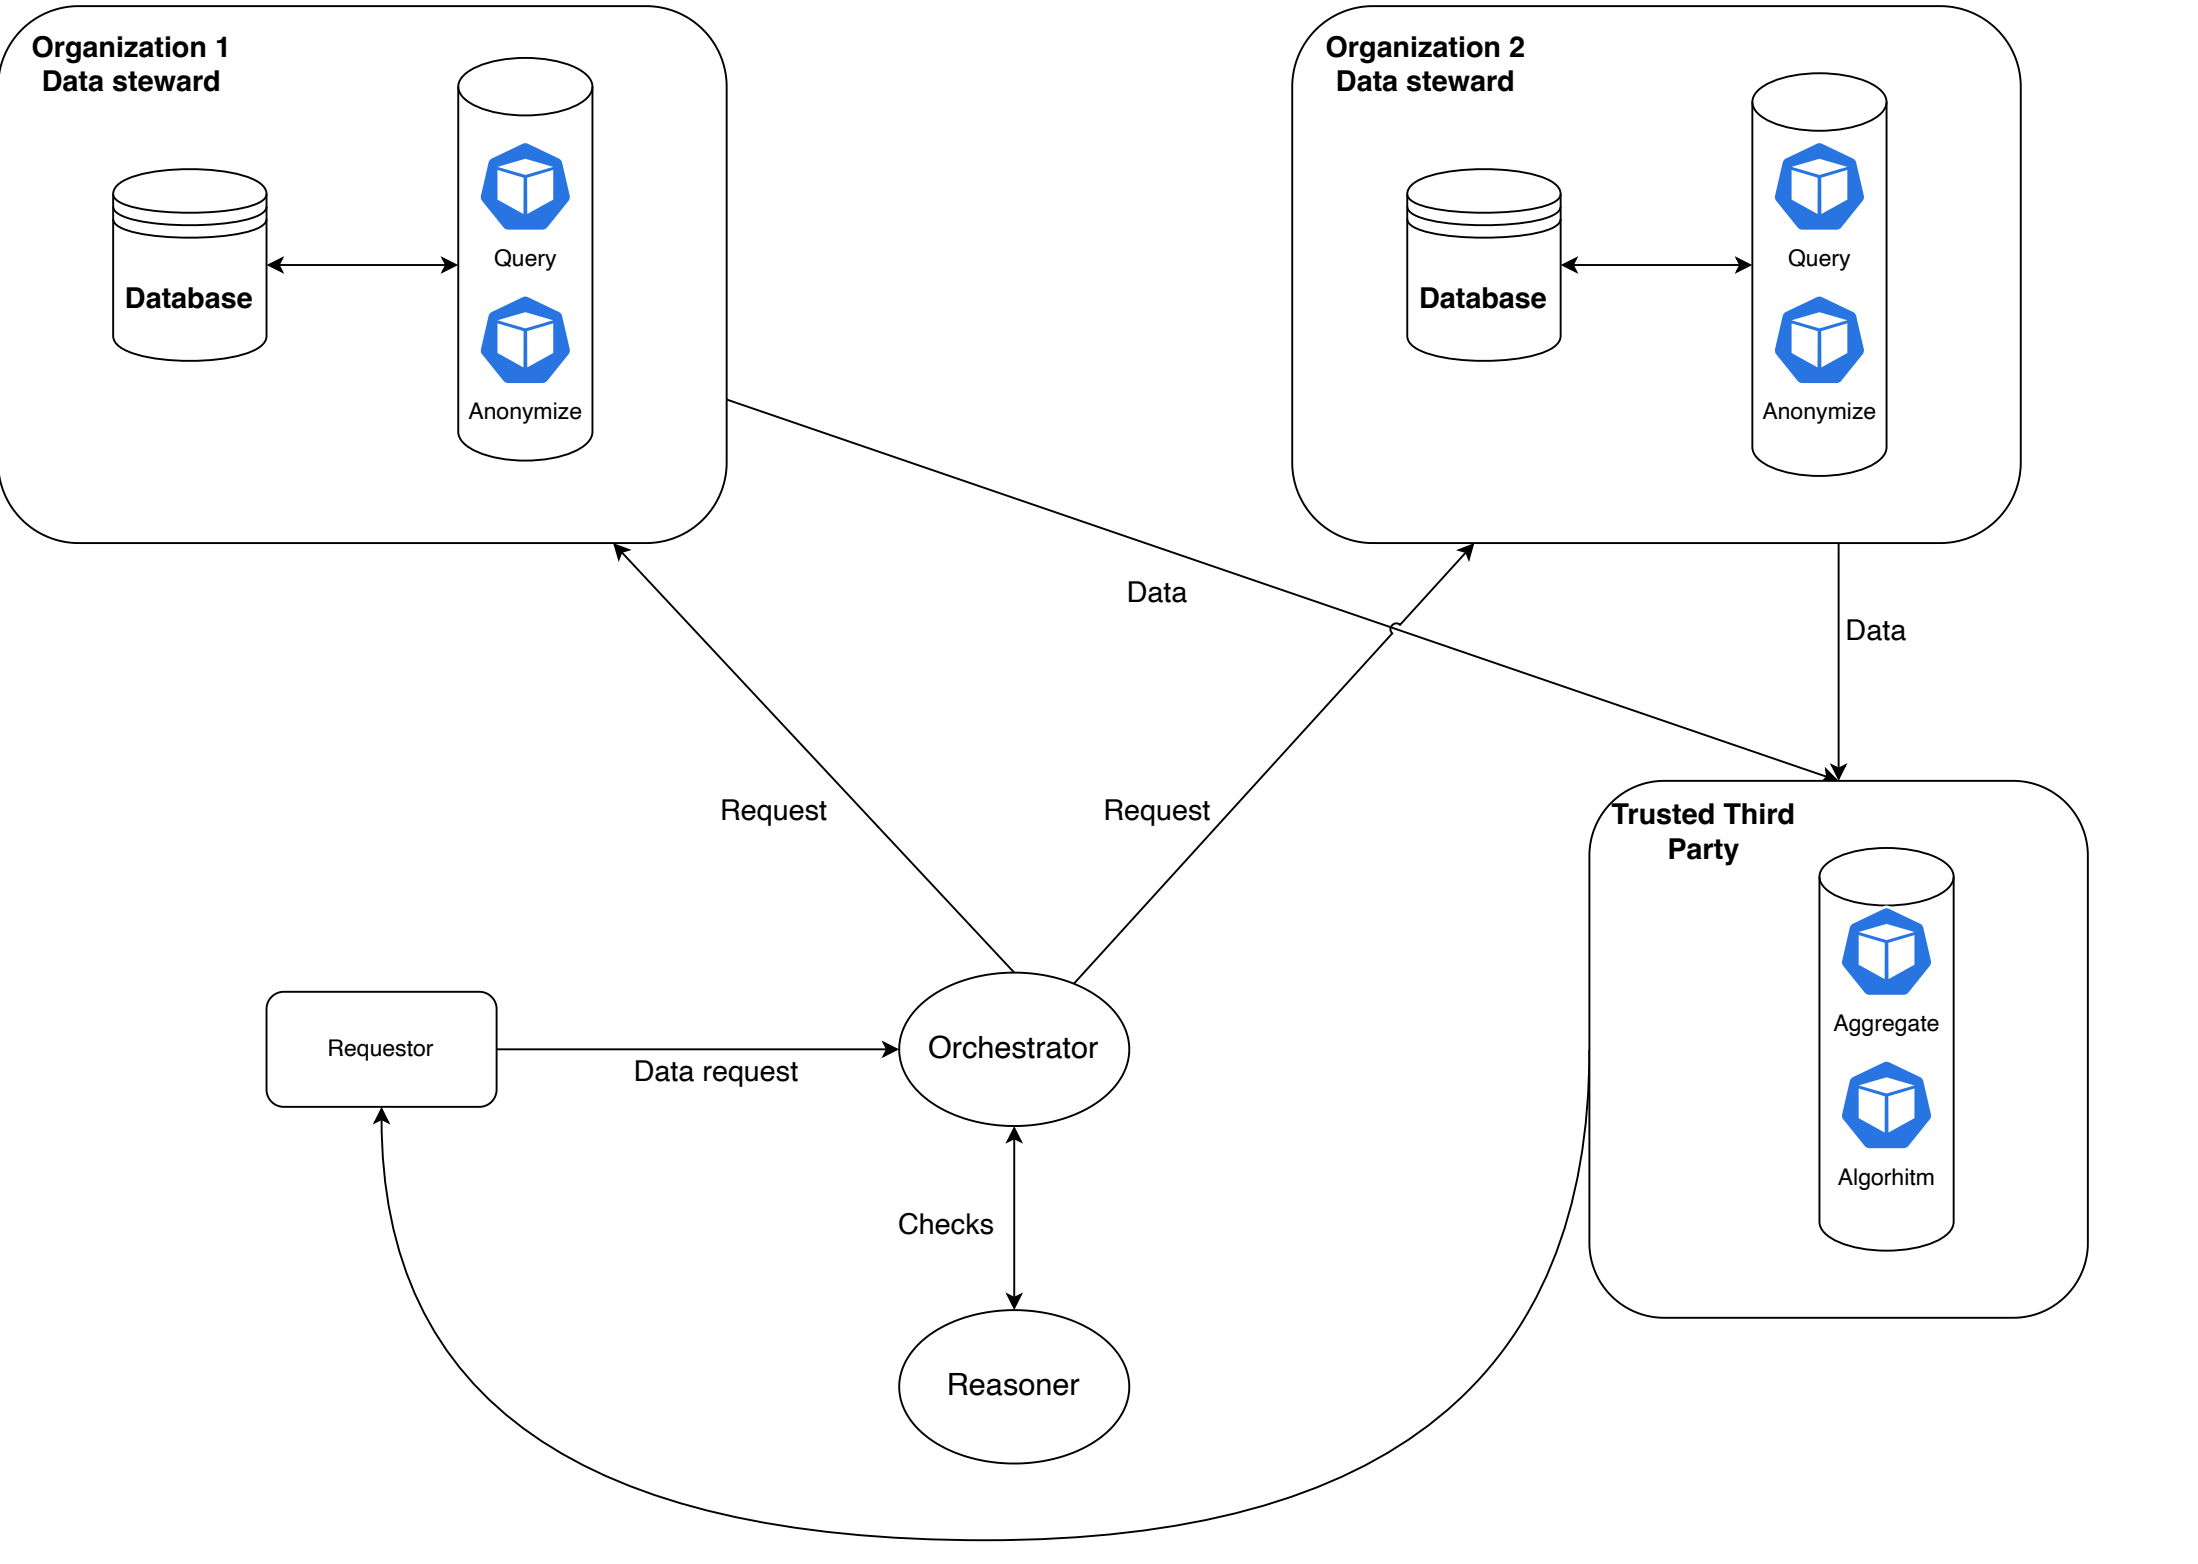 Organization 1
Data steward
Database
Query
Anonymize
Organization 2
Data steward
Database
Query
Anonymize
Data
Data
Request
Request
Trusted Third
Party
Aggregate
Algorhitm
Requestor
Data request
Orchestrator
Checks
Reasoner